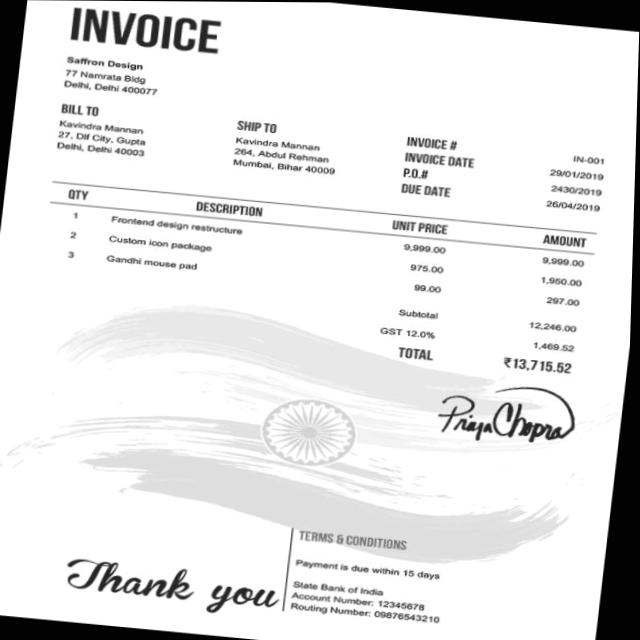 INVOICE
Saffron Design
77 Namrata Bldg
Delhi, Delhi 400077
BILL TO
Kavindra Mannan
27, Dlf City, Gupta
Delhi, Delhi 40003
SHIP TO
Kavindra Mannan
264, Abdul Rehman
Mumbai, Bihar 40009
INVOICE # IN-001
INVOICE DATE 29/01/2019
P.O.# 2430/2019
DUE DATE 26/04/2019
QTY DESCRIPTION UNIT PRICE AMOUNT
1 Frontend design restructure 9,999.00 9,999.00
2 Custom icon package 975.00 1,950.00
3 Gandhi mouse pad 99.00 297.00
Subtotal 12,246.00
GST 12.0% 1,469.52
TOTAL ₹13,715.52
Priya Chopra
TERMS & CONDITIONS
Payment is due within 15 days
State Bank of India
Account Number: 12345678
Routing Number: 09876543210
Thank you